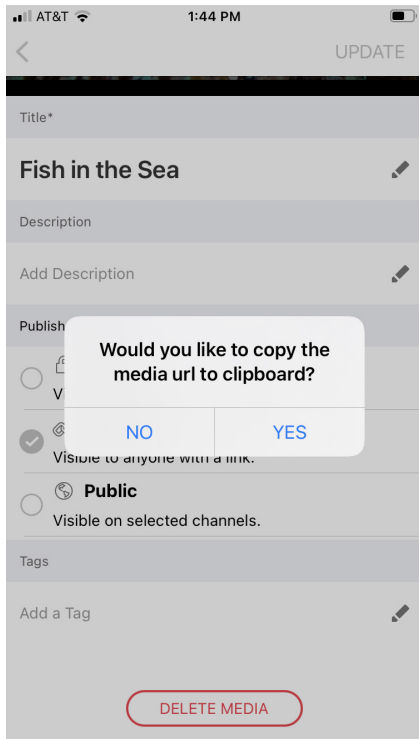 AT&T 1:44 PM
UPDATE
Title*
Fish in the Sea
Description
Add Description
Publish
Would you like to copy the
media url to clipboard?
NO YES
Visible to anyone with a link.
Public
Visible on selected channels.
Tags
Add a Tag
DELETE MEDIA